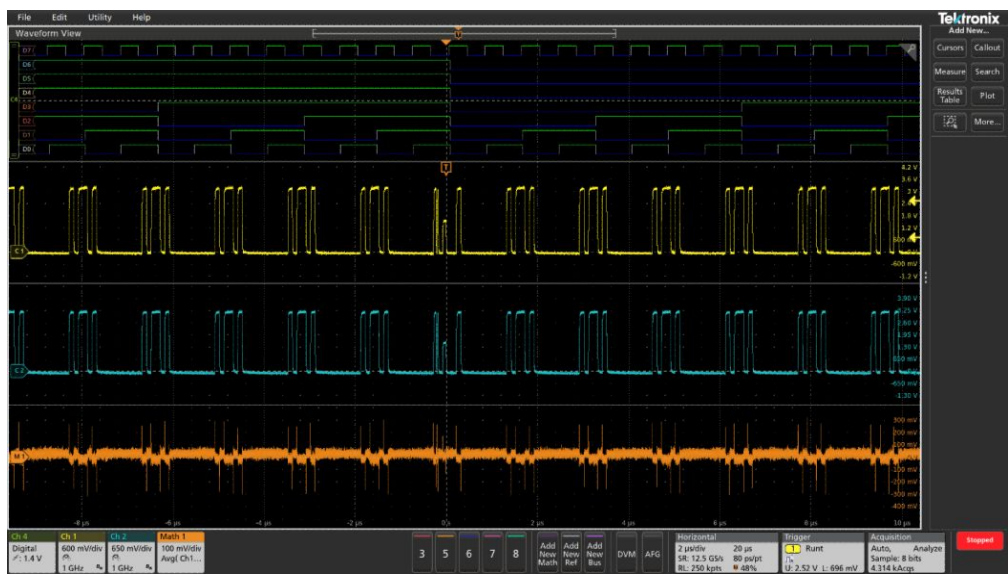 File Edit Utility Help
Tektronix
Waveform View
Add New...
Cursors Callout
Measure Search
Results Table Plot
More...
D7
D6
D5
D4
D3
D2
D1
D0
C4
T
T
4.2 V
3.6 V
1.8 V
1.2 V
-600 mV
-1.2 V
C1
3.90 V
2.60 V
1.95 V
1.30 V
-650 mV
-1.30 V
C2
300 mV
200 mV
-100 mV
-200 mV
-300 mV
-400 mV
M1
-8 µs -6 µs -4 µs -2 µs 0s 2 µs 4 µs 6 µs 8 µs 10 µs
Ch 4
Digital
1.4 V
Ch 1
600 mV/div
1 GHz
Ch 2
650 mV/div
1 GHz
Math 1
100 mV/div
Avg( Ch1...
3 5 6 7 8
Add New Math
Add New Ref
Add New Bus
DVM AFG
Horizontal
2 µs/div 20 µs
SR: 12.5 GS/s 80 ps/pt
RL: 250 kpts 48%
Trigger
1 Runt
U: 2.52 V L: 696 mV
Acquisition
Auto, Analyze
Sample: 8 bits
4.314 kAcqs
Stopped